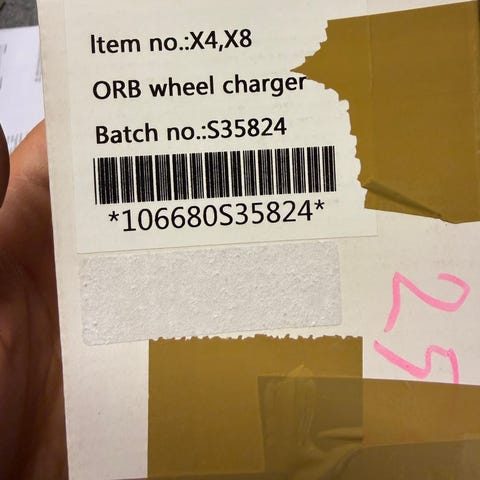 Item no.:X4,X8
ORB wheel charger
Batch no.:S35824
*106680S35824*
25